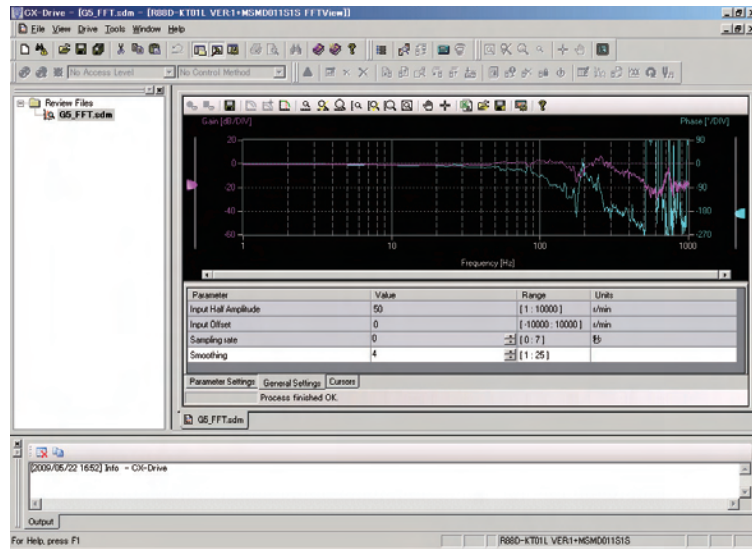 CX-Drive - [G5_FFT.sdm - [R88D-KT01L VER:1+MSMD011S1S FFTView]]
File View Drive Tools Window Help
No Access Level No Control Method
Review Files
G5_FFT.sdm
Gain [dB/DIV] Phase [°/DIV]
20 90
0 0
-20 -90
-40 -180
-60 -270
1 10 100 1000
Frequency [Hz]
Parameter Value Range Units
Input Half Amplitude 50 [1 : 10000] r/min
Input Offset 0 [-10000 : 10000] r/min
Sampling rate 0 [0 : 7]
Smoothing 4 [1 : 25]
Parameter Settings General Settings Cursors
Process finished OK.
G5_FFT.sdm
[2009/05/22 16:52] Info - CX-Drive
Output
For Help, press F1 R88D-KT01L VER:1+MSMD011S1S